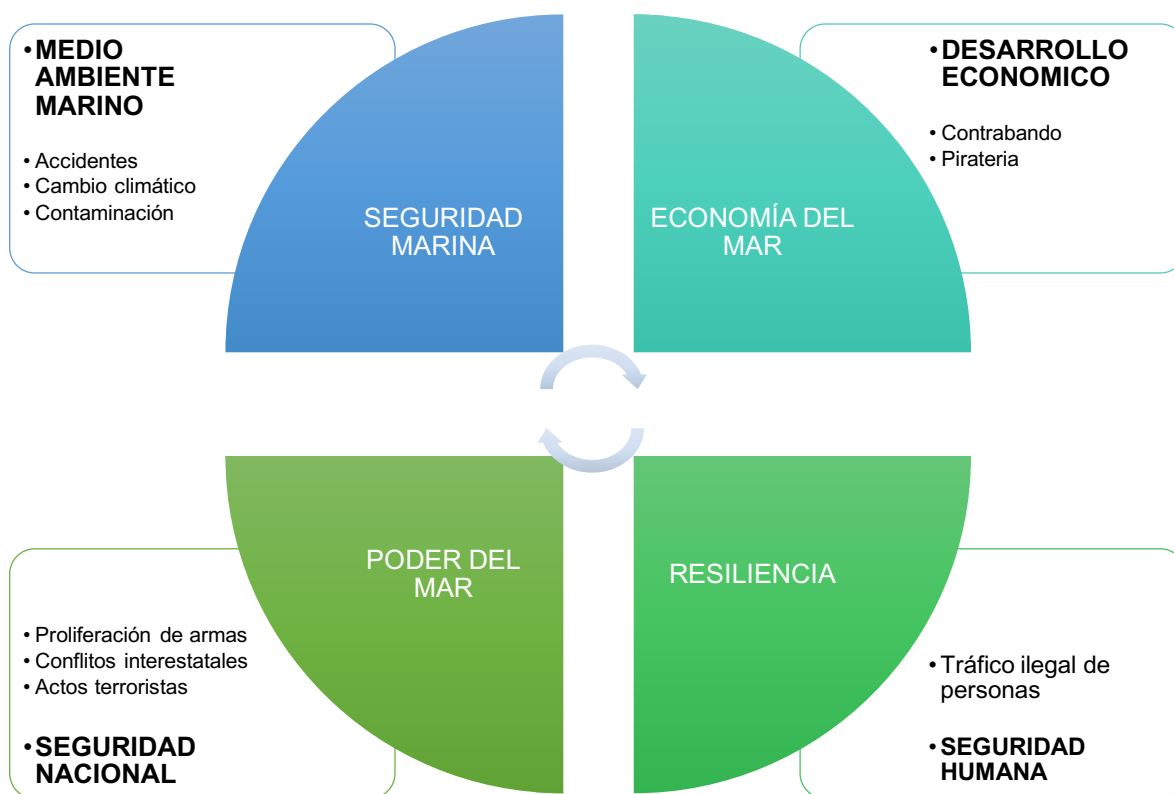 •MEDIO
AMBIENTE
MARINO
• Accidentes
• Cambio climático
• Contaminación
SEGURIDAD
MARINA
ECONOMÍA DEL
MAR
•DESARROLLO
ECONOMICO
• Contrabando
• Pirateria
PODER DEL
MAR
• Proliferación de armas
• Conflitos interestatales
• Actos terroristas
•SEGURIDAD
NACIONAL
RESILIENCIA
• Tráfico ilegal de
personas
•SEGURIDAD
HUMANA